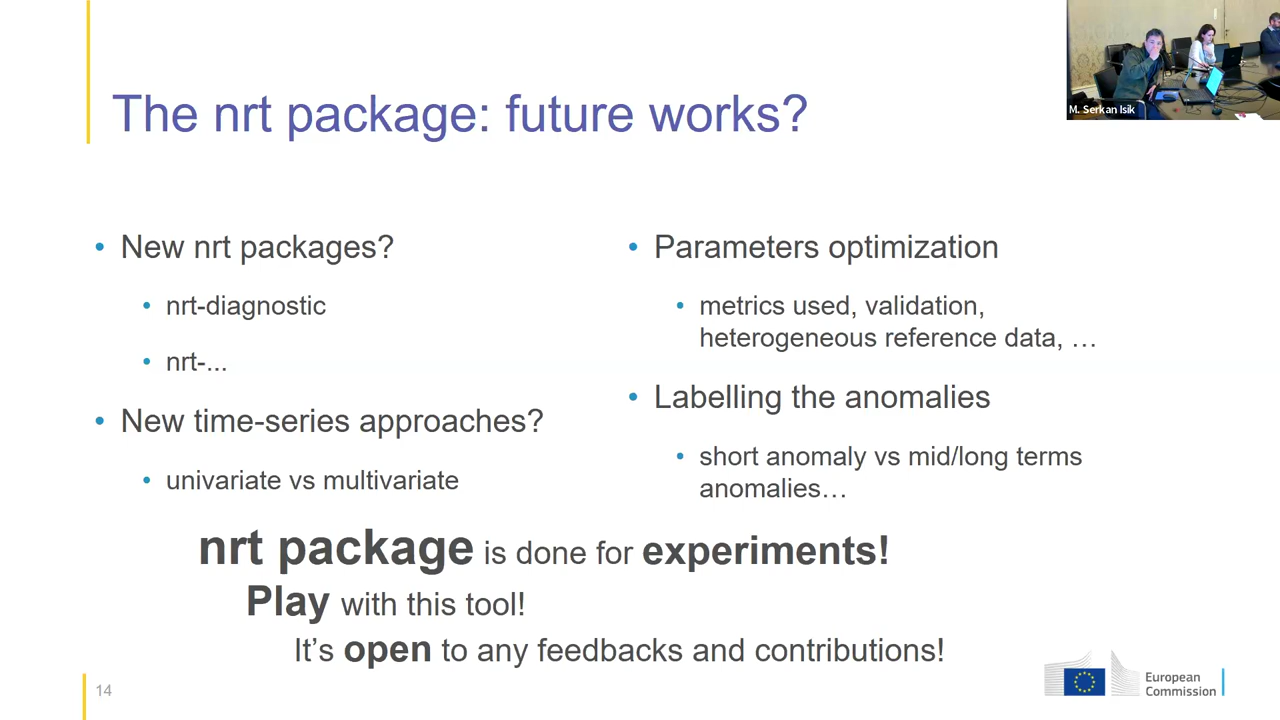 M. Serkan Isik
The nrt package: future works?
• New nrt packages?
• nrt-diagnostic
• nrt-...
• New time-series approaches?
• univariate vs multivariate
• Parameters optimization
• metrics used, validation,
heterogeneous reference data, …
• Labelling the anomalies
• short anomaly vs mid/long terms
anomalies…
nrt package is done for experiments!
Play with this tool!
It’s open to any feedbacks and contributions!
14
European
Commission